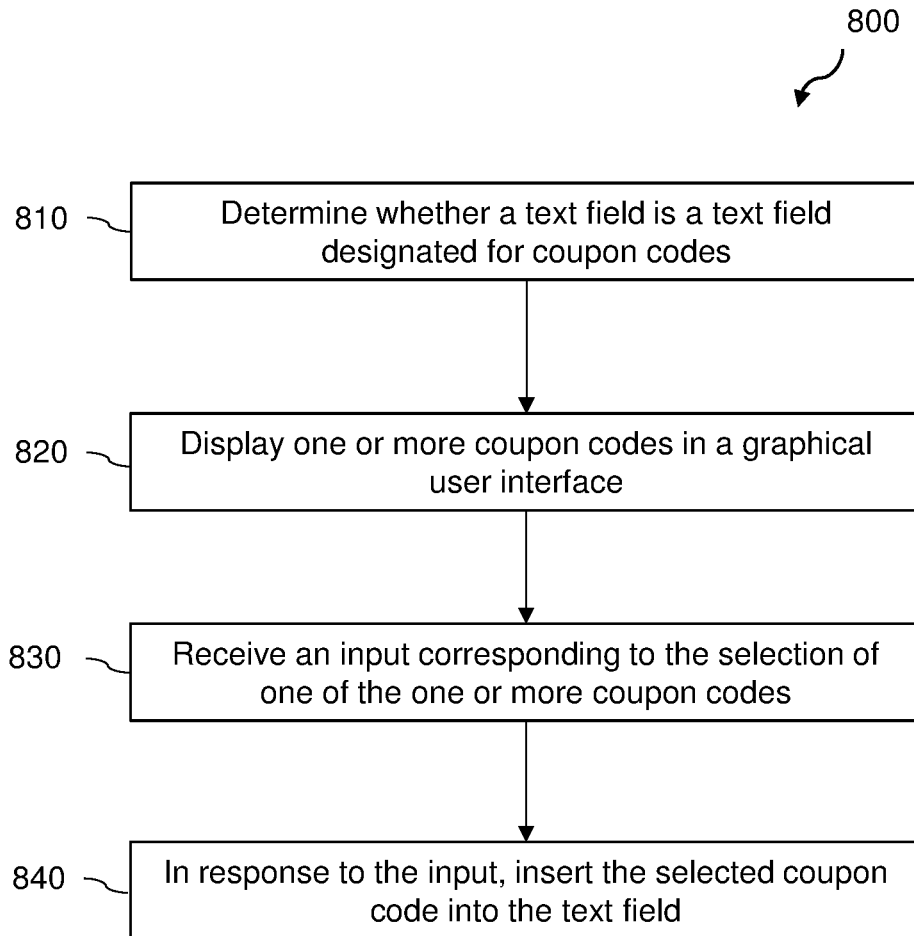 800
810
Determine whether a text field is a text field
designated for coupon codes
820
Display one or more coupon codes in a graphical
user interface
830
Receive an input corresponding to the selection of
one of the one or more coupon codes
840
In response to the input, insert the selected coupon
code into the text field